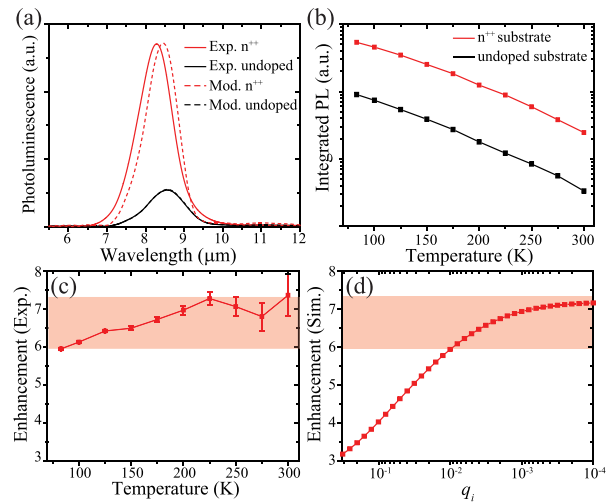 (a)
Exp. n⁺⁺
Exp. undoped
Mod. n⁺⁺
Mod. undoped
Photoluminescence (a.u.)
6 7 8 9 10 11 12
Wavelength (μm)
(b)
n⁺⁺ substrate
undoped substrate
Integrated PL (a.u.)
100 150 200 250 300
Temperature (K)
(c)
Enhancement (Exp.)
8
7
6
5
4
3
100 150 200 250 300
Temperature (K)
(d)
Enhancement (Sim.)
8
7
6
5
4
3
10⁻¹ 10⁻² 10⁻³ 10⁻⁴
qᵢ